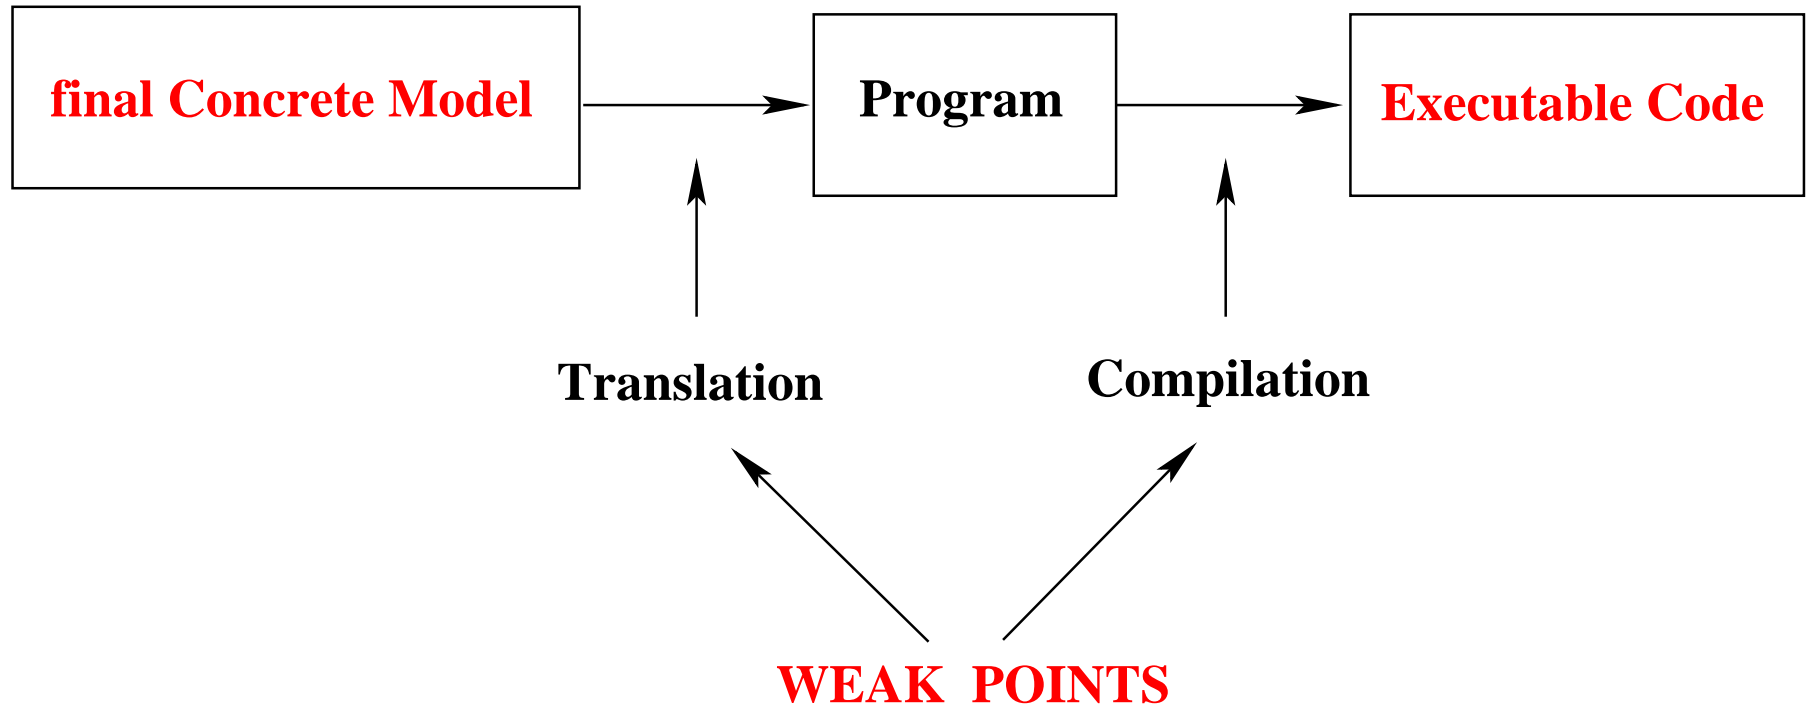 final Concrete Model
Program
Executable Code
Translation
Compilation
WEAK POINTS